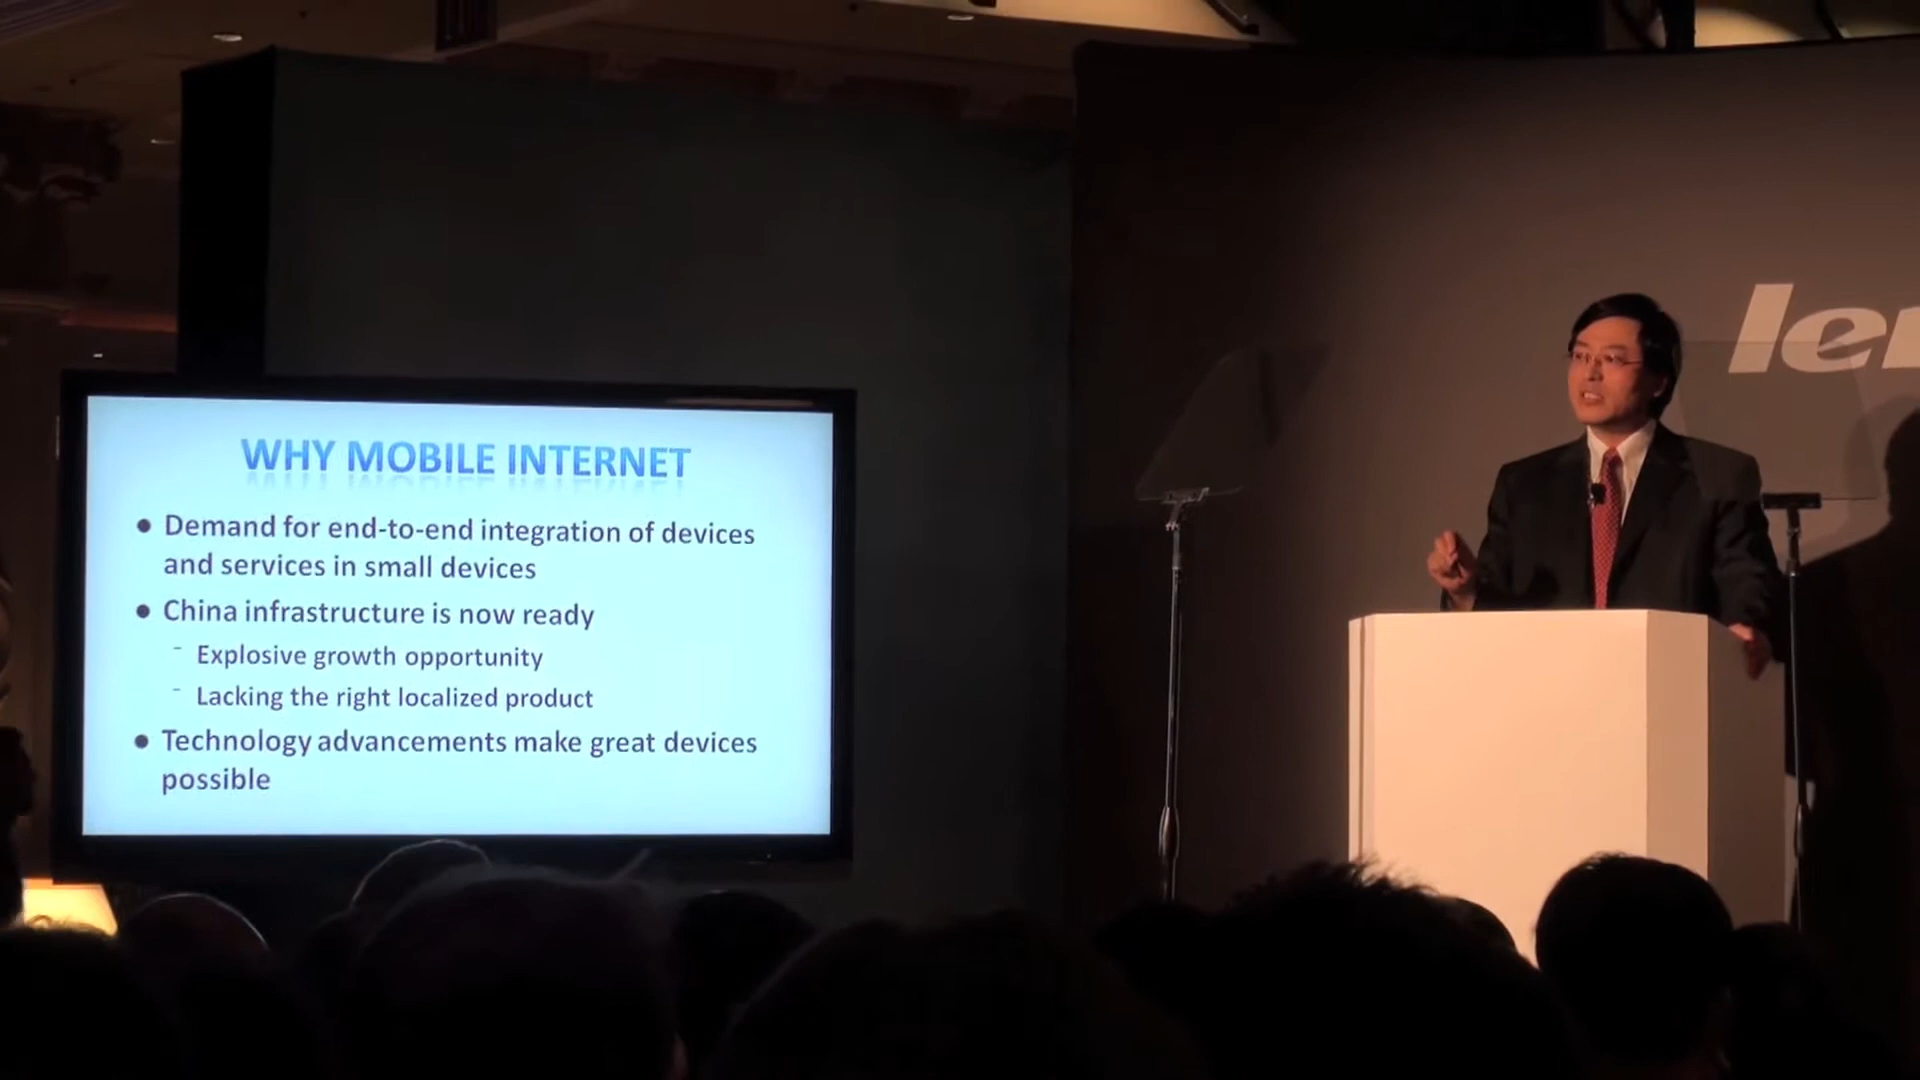 WHY MOBILE INTERNET
● Demand for end-to-end integration of devices
and services in small devices
● China infrastructure is now ready
- Explosive growth opportunity
- Lacking the right localized product
● Technology advancements make great devices
possible